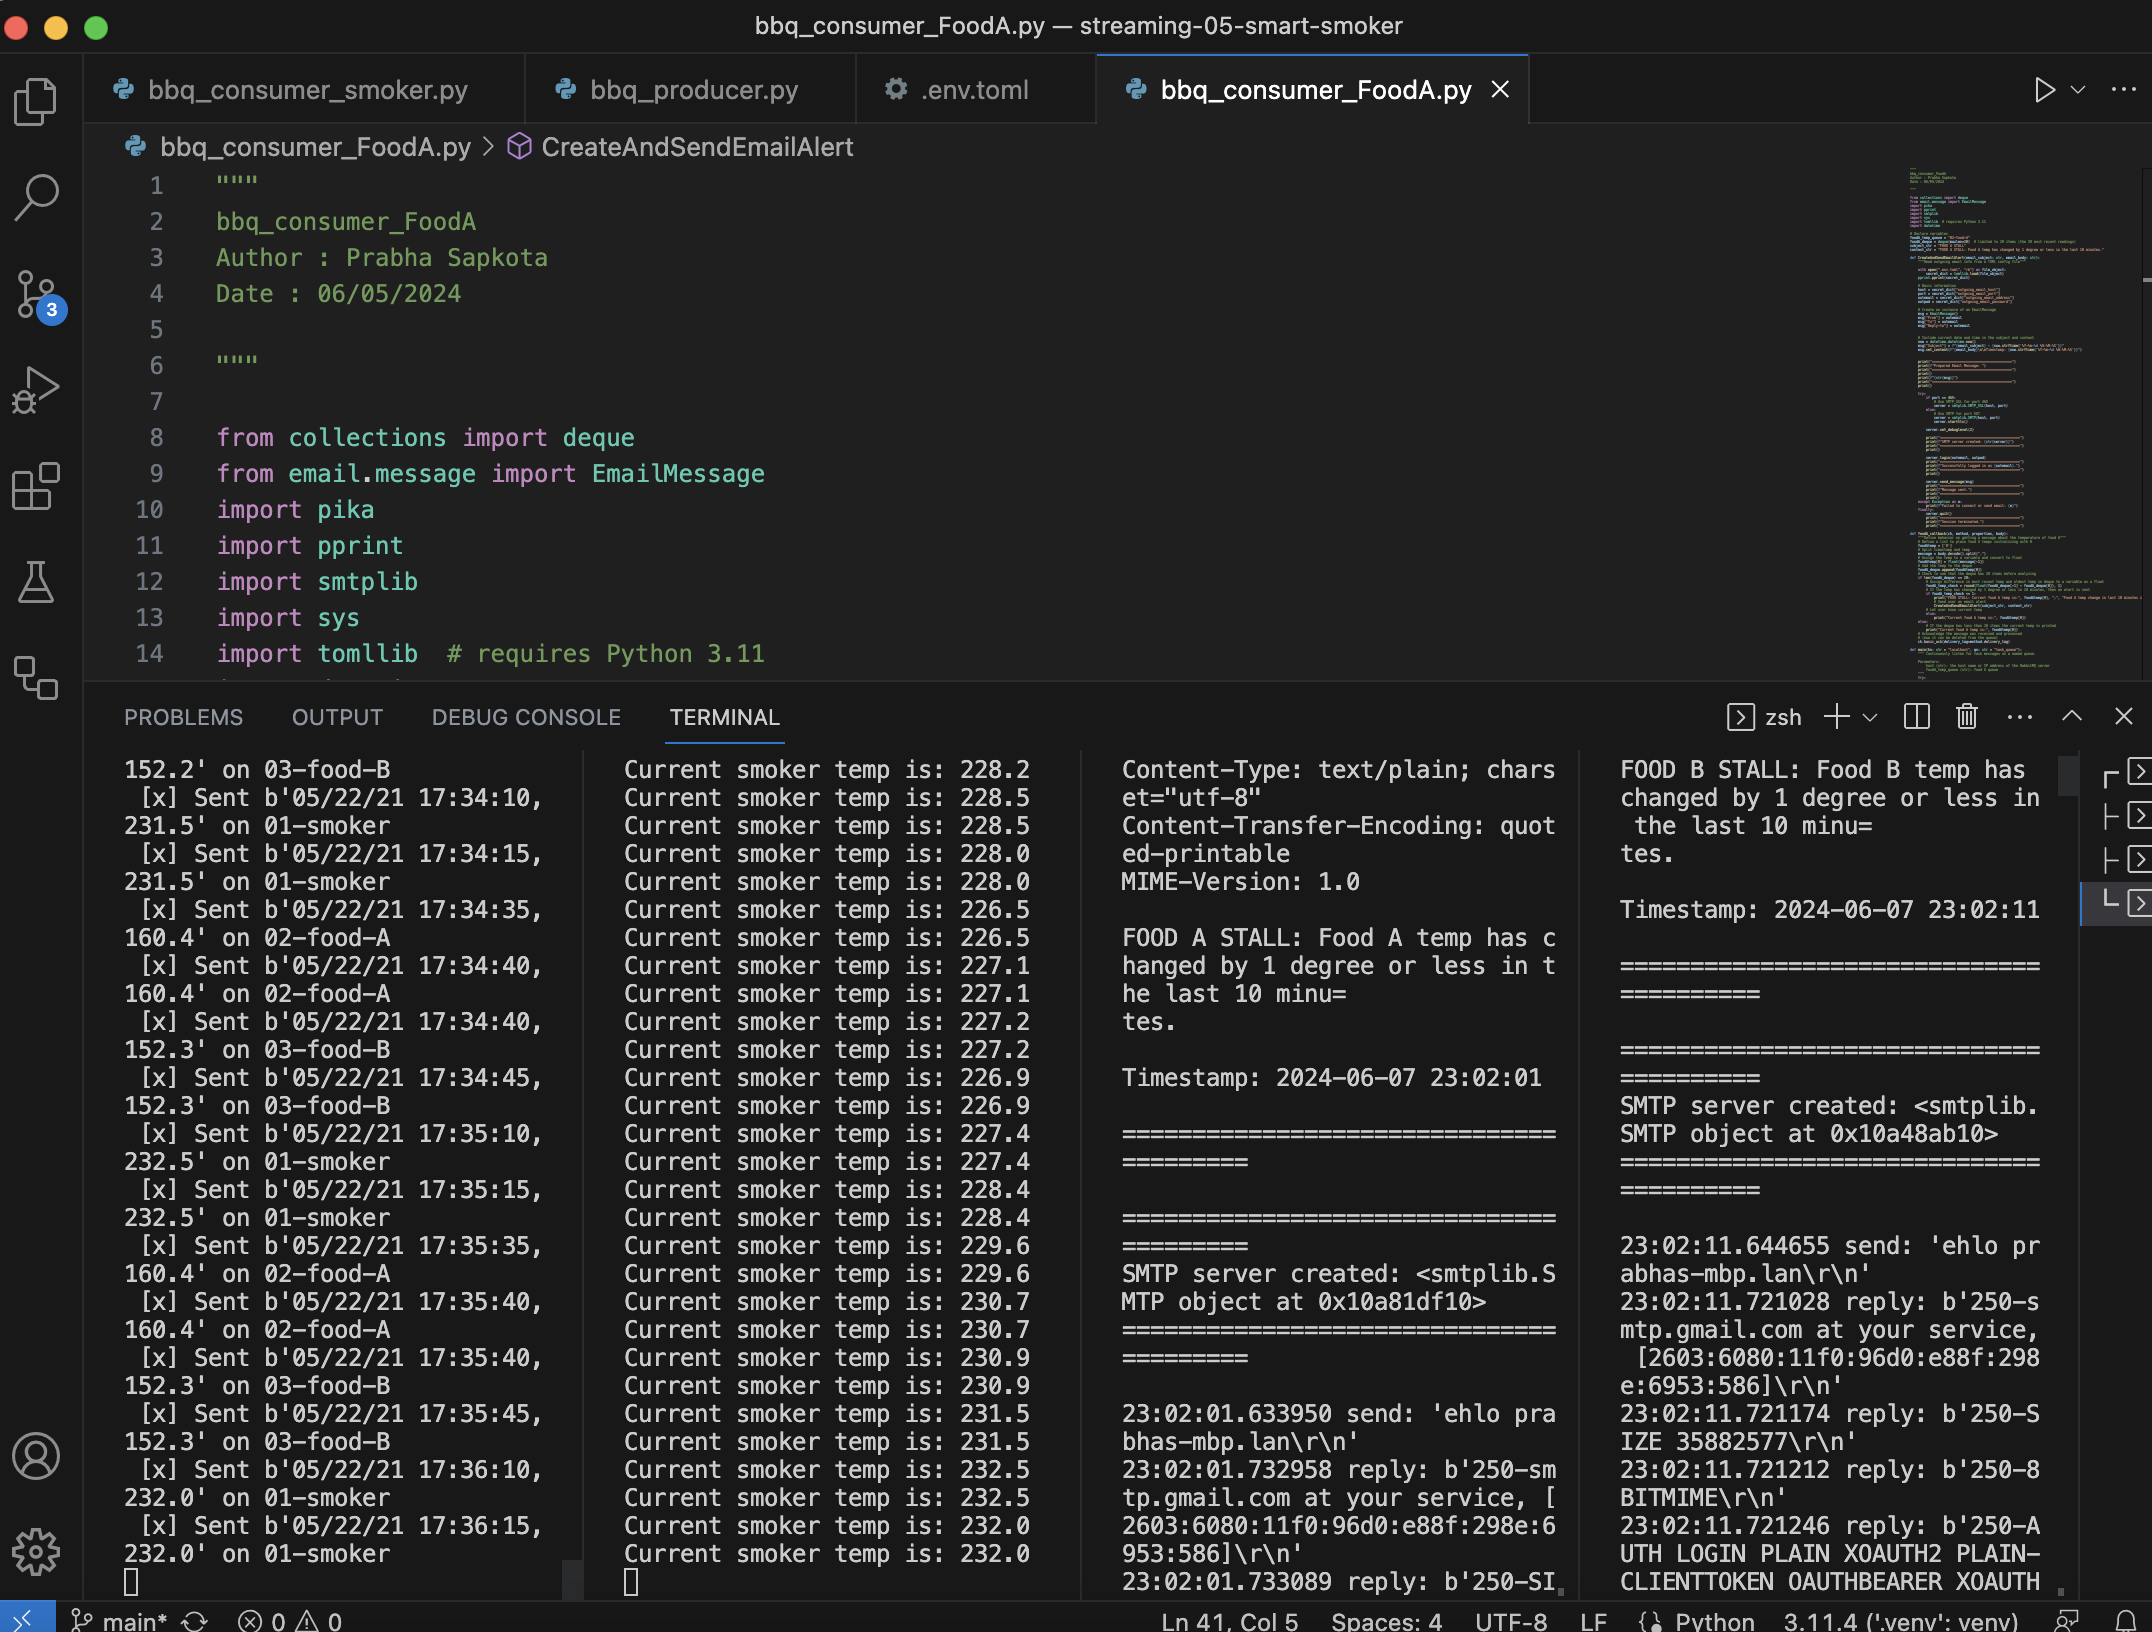 bbq_consumer_FoodA.py — streaming-05-smart-smoker
bbq_consumer_smoker.py
bbq_producer.py
.env.toml
bbq_consumer_FoodA.py
bbq_consumer_FoodA.py > CreateAndSendEmailAlert
1 """
2 bbq_consumer_FoodA
3 Author : Prabha Sapkota
4 Date : 06/05/2024
5
6 """
7
8 from collections import deque
9 from email.message import EmailMessage
10 import pika
11 import pprint
12 import smtplib
13 import sys
14 import tomllib # requires Python 3.11
3
PROBLEMS OUTPUT DEBUG CONSOLE TERMINAL
zsh
152.2' on 03-food-B
[x] Sent b'05/22/21 17:34:10,
231.5' on 01-smoker
[x] Sent b'05/22/21 17:34:15,
231.5' on 01-smoker
[x] Sent b'05/22/21 17:34:35,
160.4' on 02-food-A
[x] Sent b'05/22/21 17:34:40,
160.4' on 02-food-A
[x] Sent b'05/22/21 17:34:40,
152.3' on 03-food-B
[x] Sent b'05/22/21 17:34:45,
152.3' on 03-food-B
[x] Sent b'05/22/21 17:35:10,
232.5' on 01-smoker
[x] Sent b'05/22/21 17:35:15,
232.5' on 01-smoker
[x] Sent b'05/22/21 17:35:35,
160.4' on 02-food-A
[x] Sent b'05/22/21 17:35:40,
160.4' on 02-food-A
[x] Sent b'05/22/21 17:35:40,
152.3' on 03-food-B
[x] Sent b'05/22/21 17:35:45,
152.3' on 03-food-B
[x] Sent b'05/22/21 17:36:10,
232.0' on 01-smoker
[x] Sent b'05/22/21 17:36:15,
232.0' on 01-smoker
Current smoker temp is: 228.2
Current smoker temp is: 228.5
Current smoker temp is: 228.5
Current smoker temp is: 228.0
Current smoker temp is: 228.0
Current smoker temp is: 226.5
Current smoker temp is: 226.5
Current smoker temp is: 227.1
Current smoker temp is: 227.1
Current smoker temp is: 227.2
Current smoker temp is: 227.2
Current smoker temp is: 226.9
Current smoker temp is: 226.9
Current smoker temp is: 227.4
Current smoker temp is: 227.4
Current smoker temp is: 228.4
Current smoker temp is: 228.4
Current smoker temp is: 229.6
Current smoker temp is: 229.6
Current smoker temp is: 230.7
Current smoker temp is: 230.7
Current smoker temp is: 230.9
Current smoker temp is: 230.9
Current smoker temp is: 231.5
Current smoker temp is: 231.5
Current smoker temp is: 232.5
Current smoker temp is: 232.5
Current smoker temp is: 232.0
Current smoker temp is: 232.0
Content-Type: text/plain; chars
et="utf-8"
Content-Transfer-Encoding: quot
ed-printable
MIME-Version: 1.0
FOOD A STALL: Food A temp has c
hanged by 1 degree or less in t
he last 10 minu=
tes.
Timestamp: 2024-06-07 23:02:01
===============================
=========
===============================
=========
SMTP server created: <smtplib.S
MTP object at 0x10a81df10>
===============================
=========
23:02:01.633950 send: 'ehlo pra
bhas-mbp.lan\r\n'
23:02:01.732958 reply: b'250-sm
tp.gmail.com at your service, [
2603:6080:11f0:96d0:e88f:298e:6
953:586]\r\n'
23:02:01.733089 reply: b'250-SI
FOOD B STALL: Food B temp has
changed by 1 degree or less in
the last 10 minu=
tes.
Timestamp: 2024-06-07 23:02:11
==============================
==========
==============================
==========
SMTP server created: <smtplib.
SMTP object at 0x10a48ab10>
==============================
==========
23:02:11.644655 send: 'ehlo pr
abhas-mbp.lan\r\n'
23:02:11.721028 reply: b'250-s
mtp.gmail.com at your service,
[2603:6080:11f0:96d0:e88f:298
e:6953:586]\r\n'
23:02:11.721174 reply: b'250-S
IZE 35882577\r\n'
23:02:11.721212 reply: b'250-8
BITMIME\r\n'
23:02:11.721246 reply: b'250-A
UTH LOGIN PLAIN XOAUTH2 PLAIN-
CLIENTTOKEN OAUTHBEARER XOAUTH
main* 0 0 Ln 41, Col 5 Spaces: 4 UTF-8 LF Python 3.11.4 ('.venv': venv)